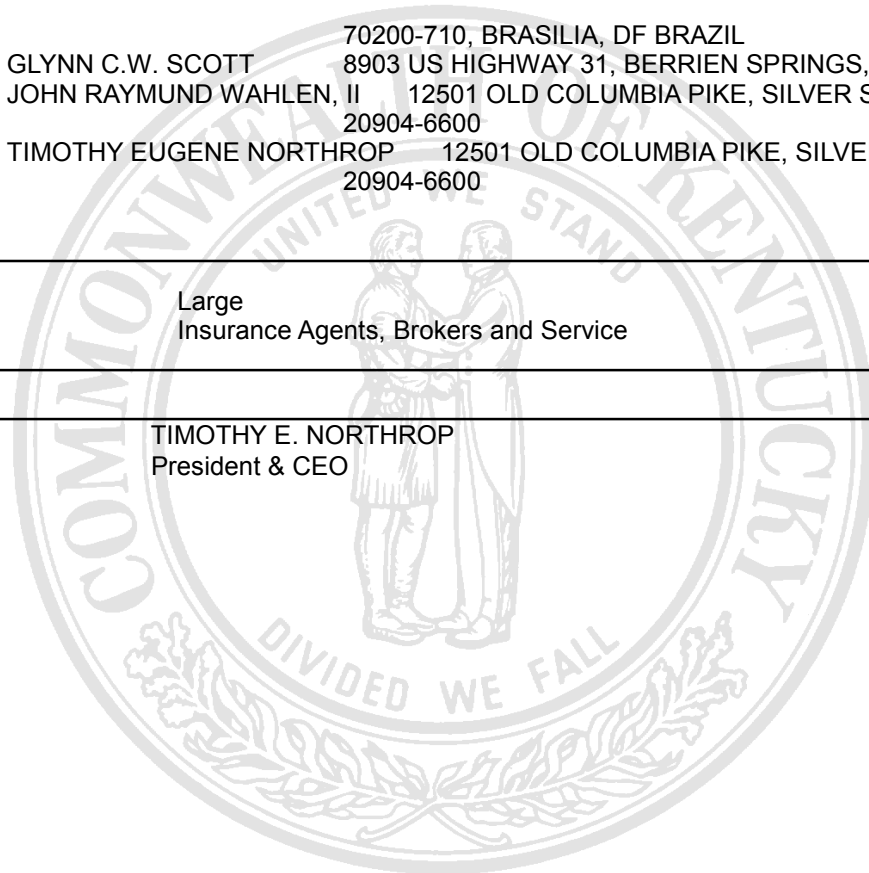 70200-710, BRASILIA, DF BRAZIL
GLYNN C.W. SCOTT 8903 US HIGHWAY 31, BERRIEN SPRINGS,
JOHN RAYMUND WAHLEN, II 12501 OLD COLUMBIA PIKE, SILVER S
20904-6600
TIMOTHY EUGENE NORTHROP 12501 OLD COLUMBIA PIKE, SILVE
20904-6600
Large
Insurance Agents, Brokers and Service
TIMOTHY E. NORTHROP
President & CEO
COMMONWEALTH OF KENTUCKY
UNITED WE STAND
DIVIDED WE FALL